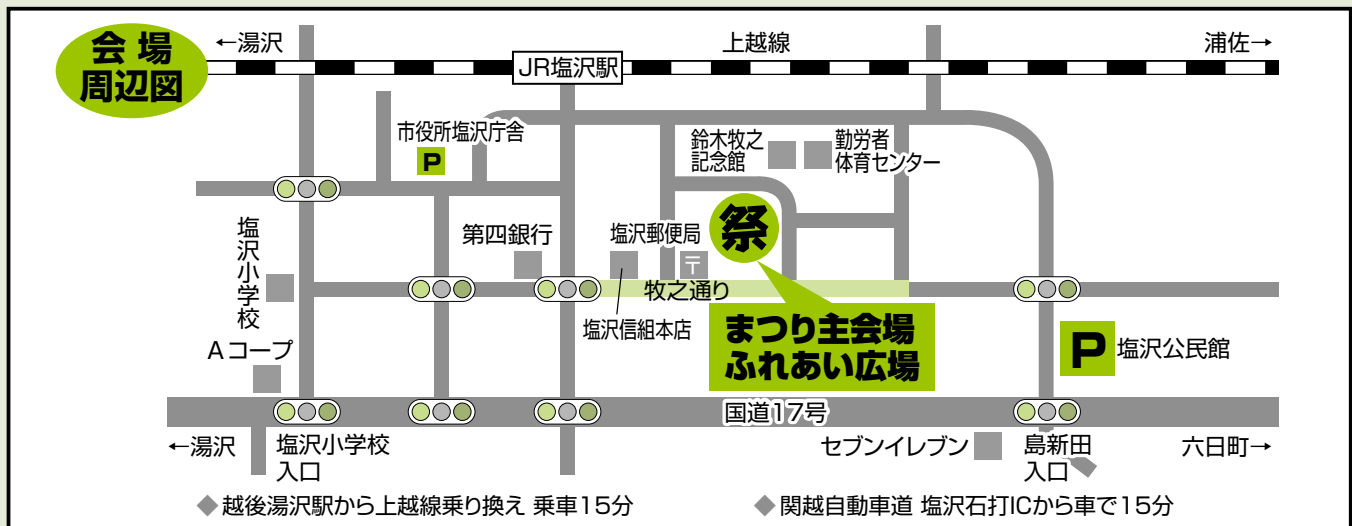 会場
周辺図
←湯沢
上越線
浦佐→
JR塩沢駅
市役所塩沢庁舎
P
鈴木牧之
記念館
勤労者
体育センター
塩沢小学校
第四銀行
塩沢郵便局
〒
祭
牧之通り
塩沢信組本店
まつり主会場
ふれあい広場
P
塩沢公民館
Aコープ
国道17号
←湯沢
塩沢小学校
入口
セブンイレブン
島新田
入口
六日町→
◆越後湯沢駅から上越線乗り換え 乗車15分
◆関越自動車道 塩沢石打ICから車で15分